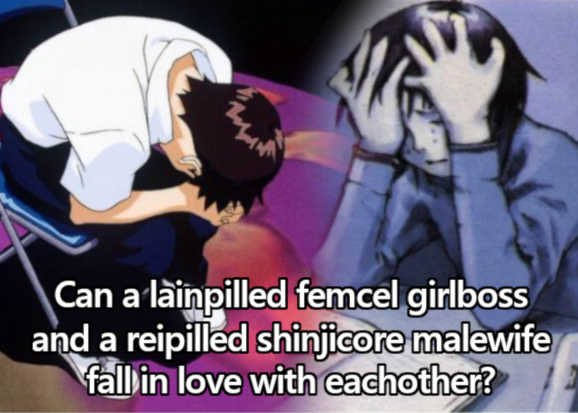 Can a lainpilled femcel girlboss
and a reipilled shinjicore malewife
fall in love with eachother?